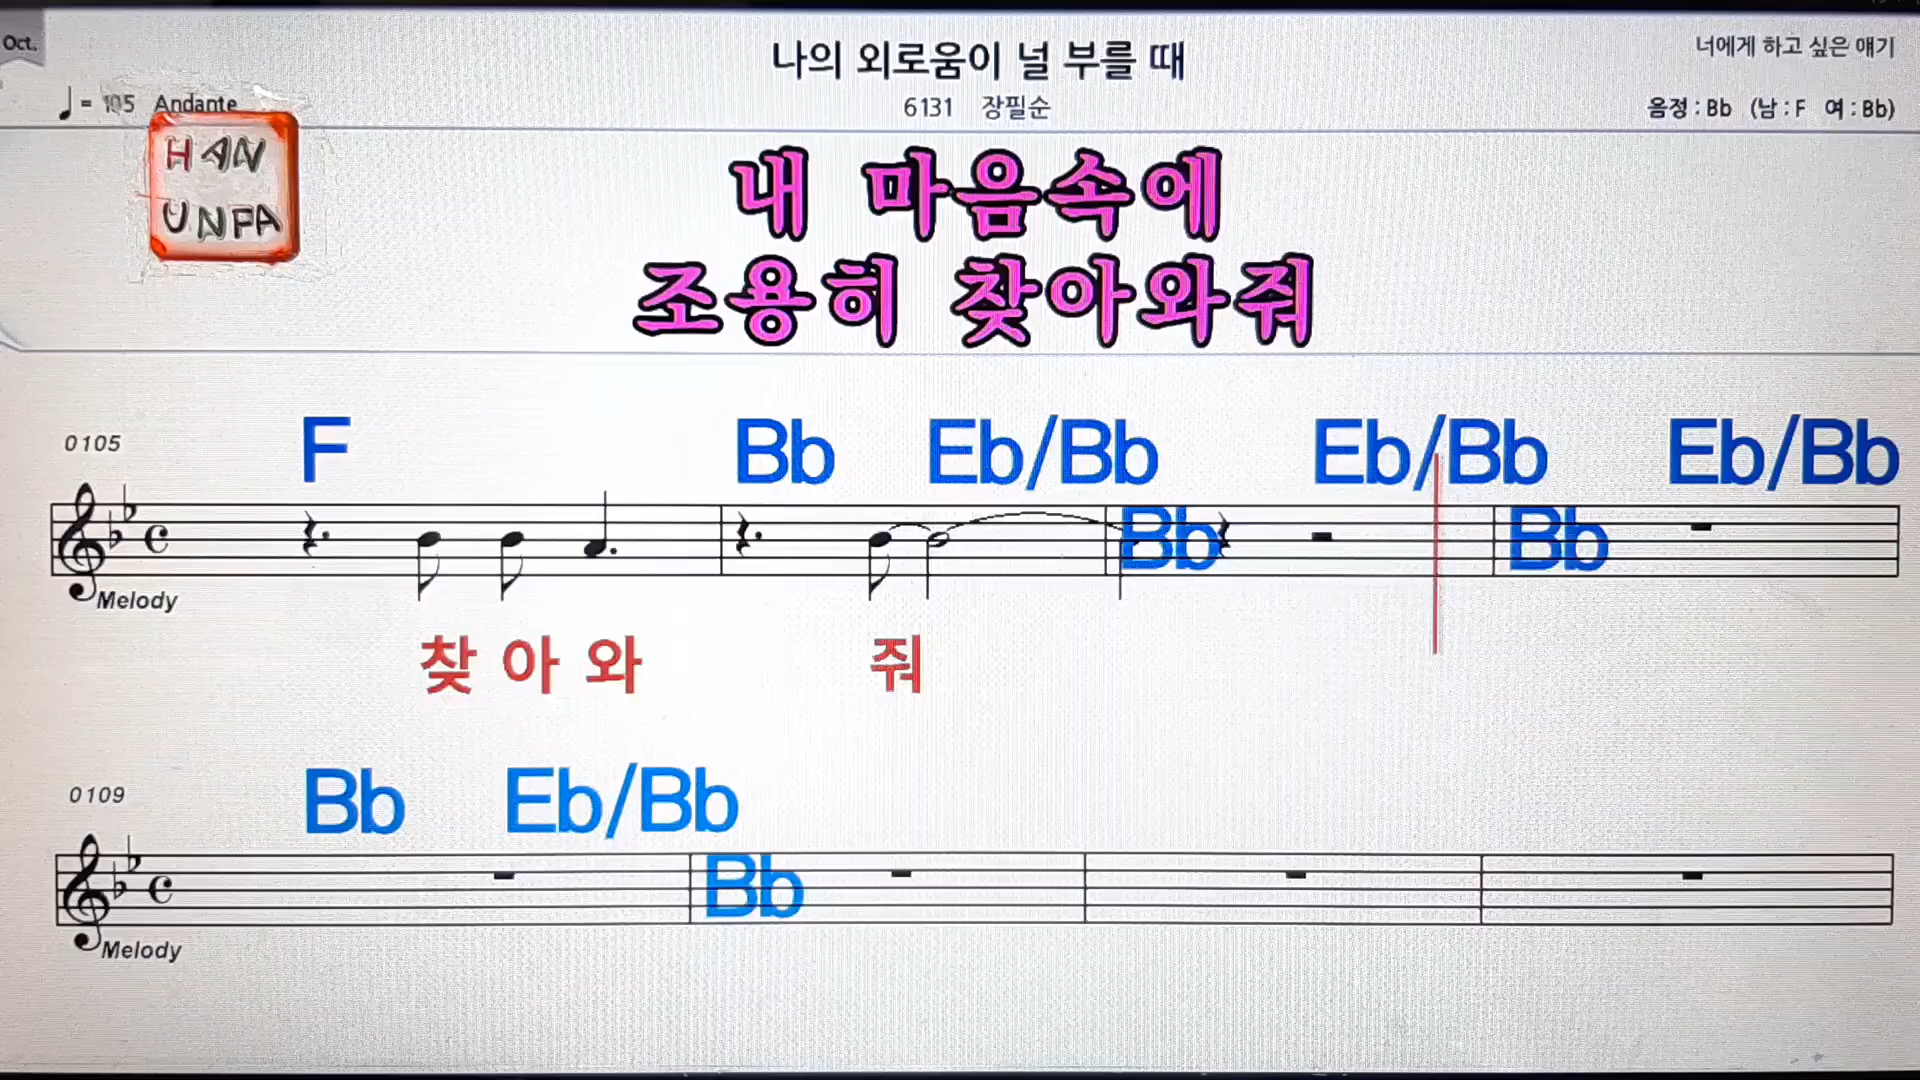 Oct.
나의 외로움이 널 부를 때
너에게 하고 싶은 얘기
= 105 Andante
6131 장필순
음정 : Bb (남 : F 여 : Bb)
HAN
UNFA
내 마음속에
조용히 찾아와줘
0105
F Bb Eb/Bb Eb/Bb Eb/Bb
Bb Bb
Melody
찾 아 와 줘
0109
Bb Eb/Bb
Bb
Melody